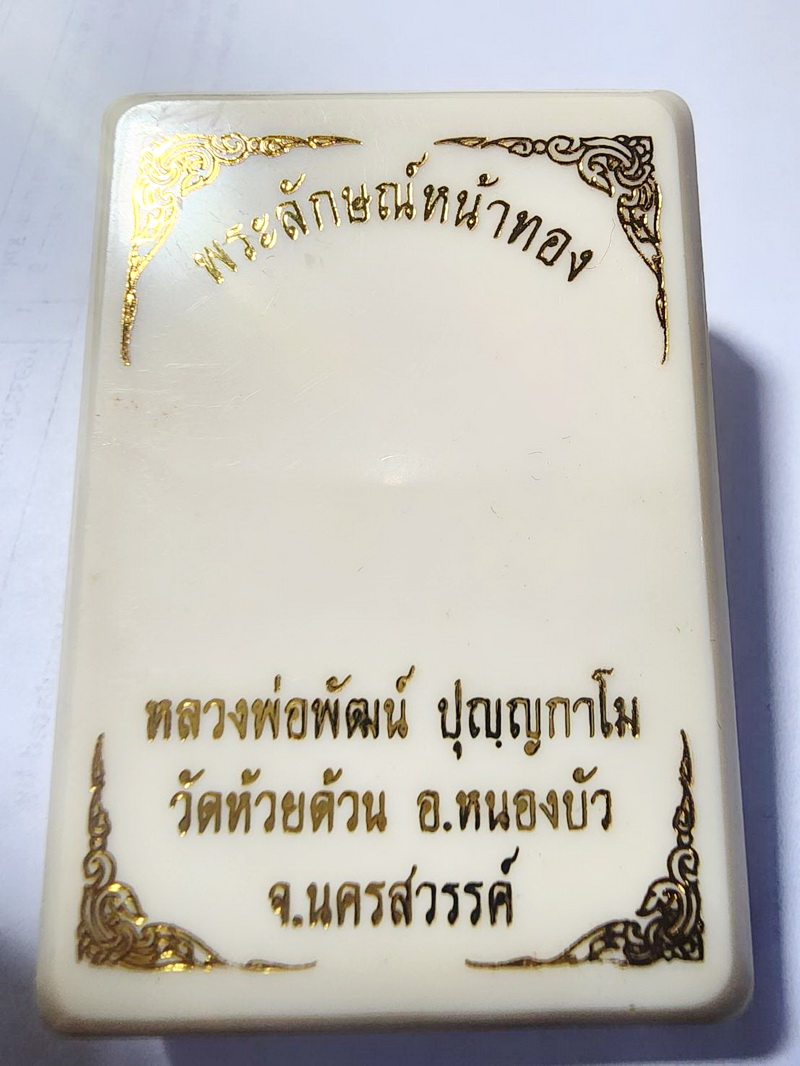 พระลักษณ์หน้าทอง
หลวงพ่อพัฒน์ ปุญฺญกาโม
วัดห้วยด้วน อ.หนองบัว
จ.นครสวรรค์